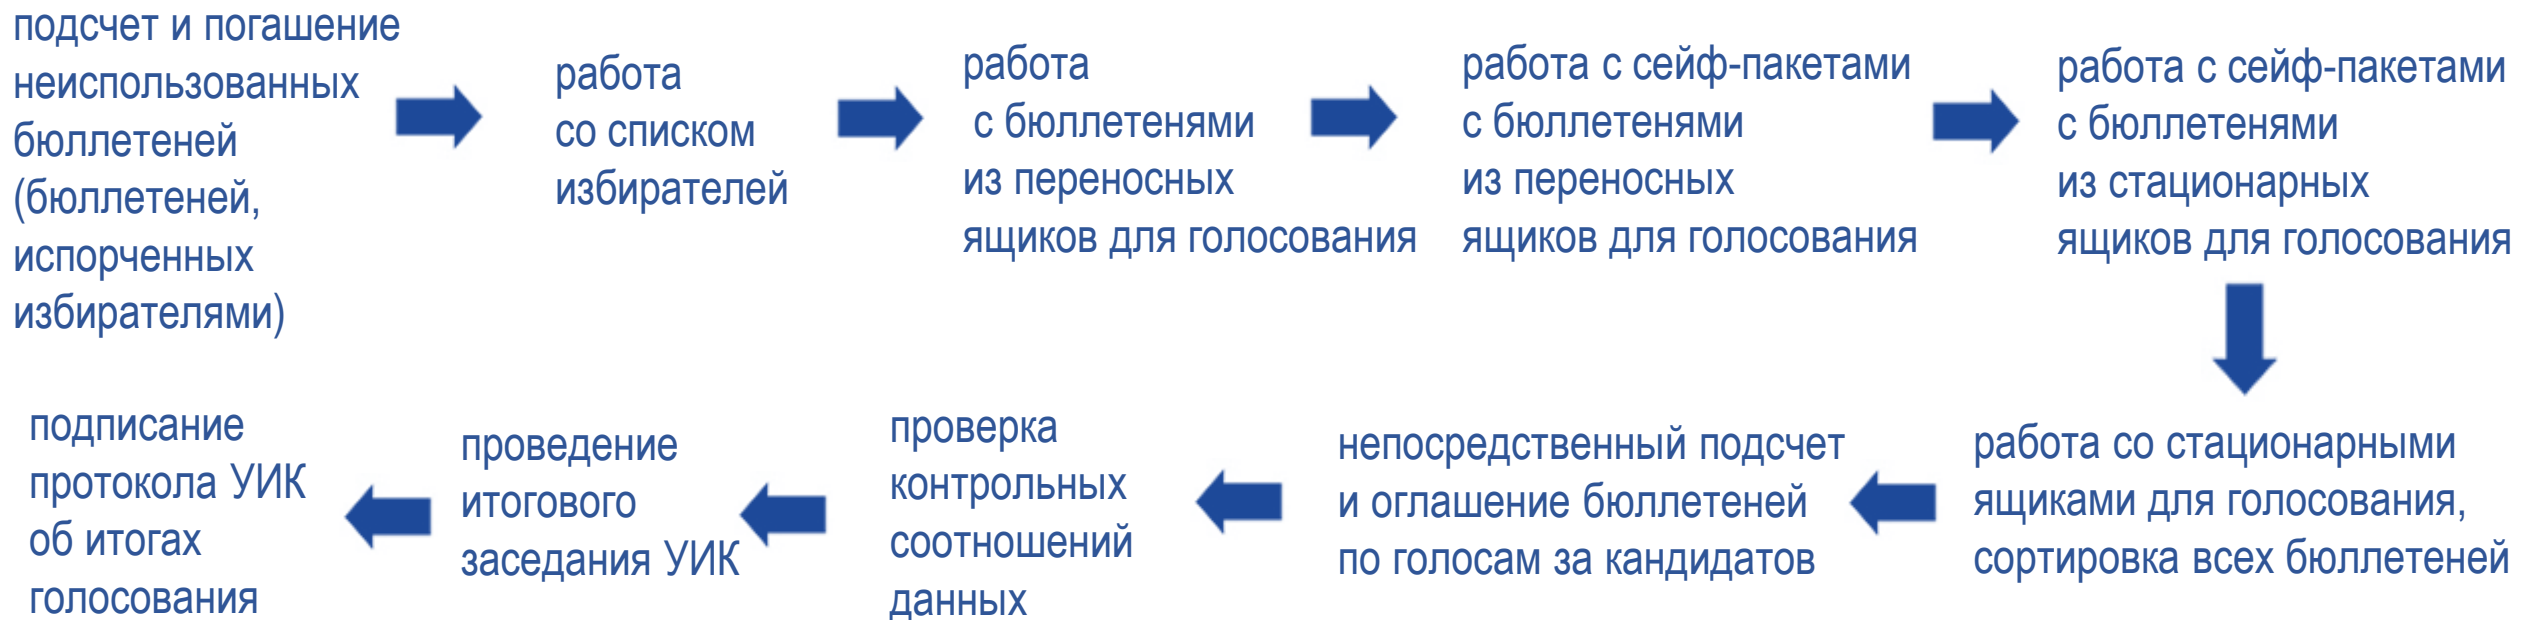 подсчет и погашение
неиспользованных
бюллетеней
(бюллетеней,
испорченных
избирателями)
работа
со списком
избирателей
работа
с бюллетенями
из переносных
ящиков для голосования
работа с сейф-пакетами
с бюллетенями
из переносных
ящиков для голосования
работа с сейф-пакетами
с бюллетенями
из стационарных
ящиков для голосования
работа со стационарными
ящиками для голосования,
сортировка всех бюллетеней
непосредственный подсчет
и оглашение бюллетеней
по голосам за кандидатов
проверка
контрольных
соотношений
данных
проведение
итогового
заседания УИК
подписание
протокола УИК
об итогах
голосования